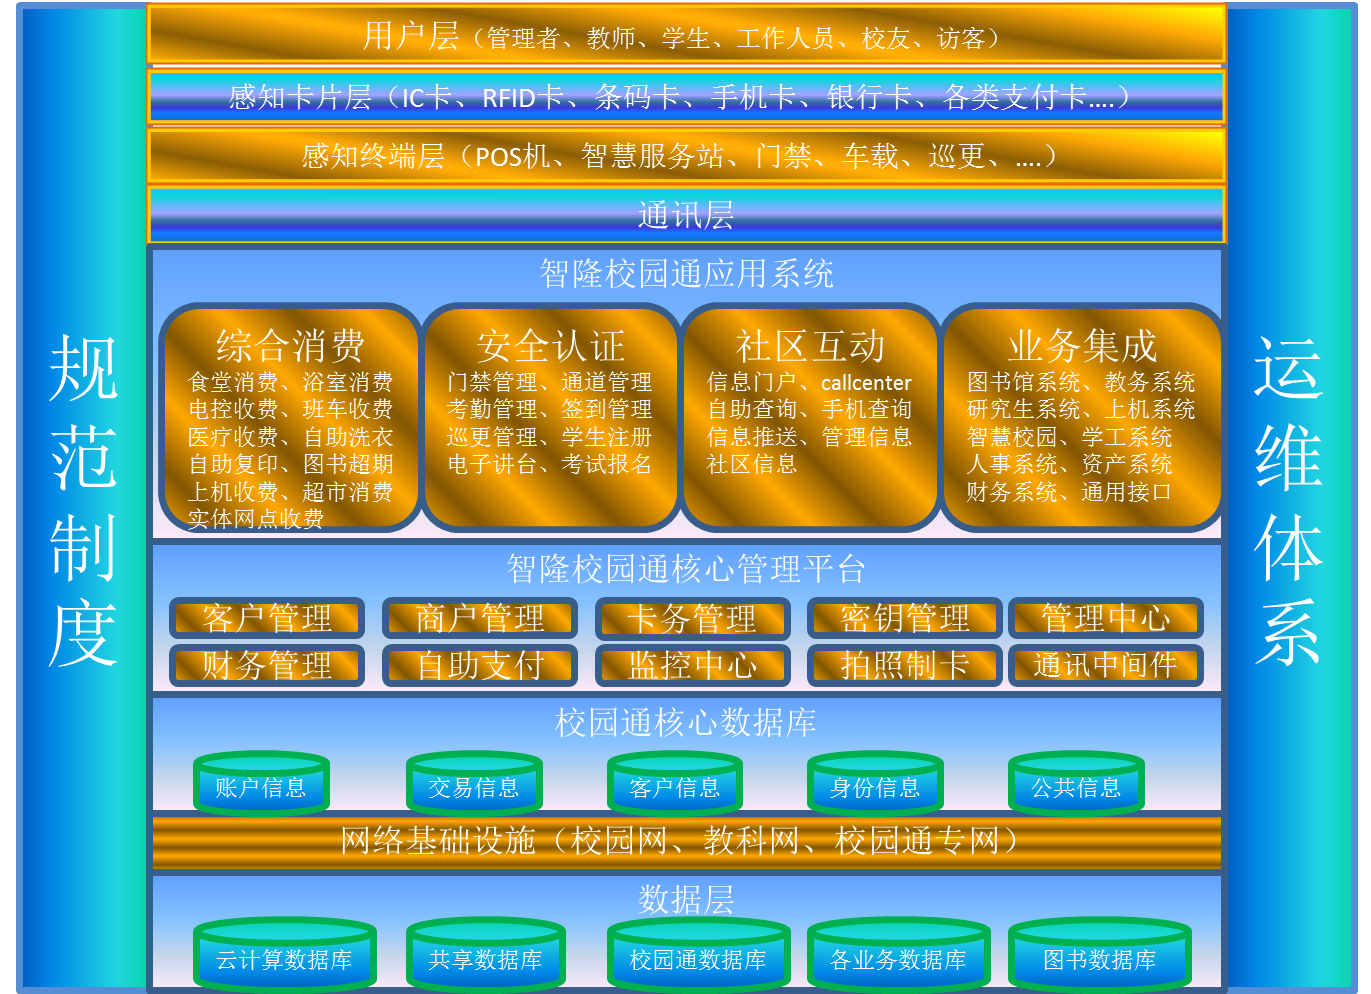 规范制度
用户层（管理者、教师、学生、工作人员、校友、访客）
感知卡片层（IC卡、RFID卡、条码卡、手机卡、银行卡、各类支付卡....）
感知终端层（POS机、智慧服务站、门禁、车载、巡更、....）
通讯层
智隆校园通应用系统
综合消费
食堂消费、浴室消费
电控收费、班车收费
医疗收费、自助洗衣
自助复印、图书超期
上机收费、超市消费
实体网点收费
安全认证
门禁管理、通道管理
考勤管理、签到管理
巡更管理、学生注册
电子讲台、考试报名
社区互动
信息门户、callcenter
自助查询、手机查询
信息推送、管理信息
社区信息
业务集成
图书馆系统、教务系统
研究生系统、上机系统
智慧校园、学工系统
人事系统、资产系统
财务系统、通用接口
智隆校园通核心管理平台
客户管理 商户管理 卡务管理 密钥管理 管理中心
财务管理 自助支付 监控中心 拍照制卡 通讯中间件
校园通核心数据库
账户信息 交易信息 客户信息 身份信息 公共信息
网络基础设施（校园网、教科网、校园通专网）
数据层
云计算数据库 共享数据库 校园通数据库 各业务数据库 图书数据库
运维体系